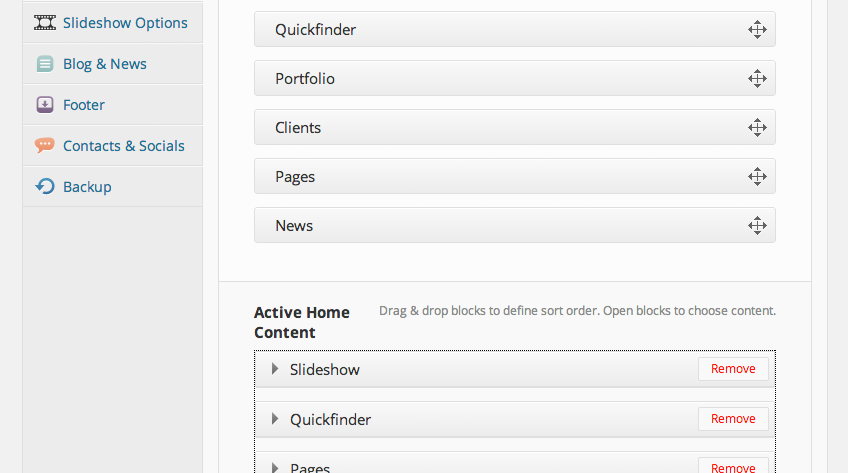 Slideshow Options
Blog & News
Footer
Contacts & Socials
Backup
Quickfinder
Portfolio
Clients
Pages
News
Active Home
Content
Drag & drop blocks to define sort order. Open blocks to choose content.
Slideshow
Remove
Quickfinder
Remove
Pages
Remove